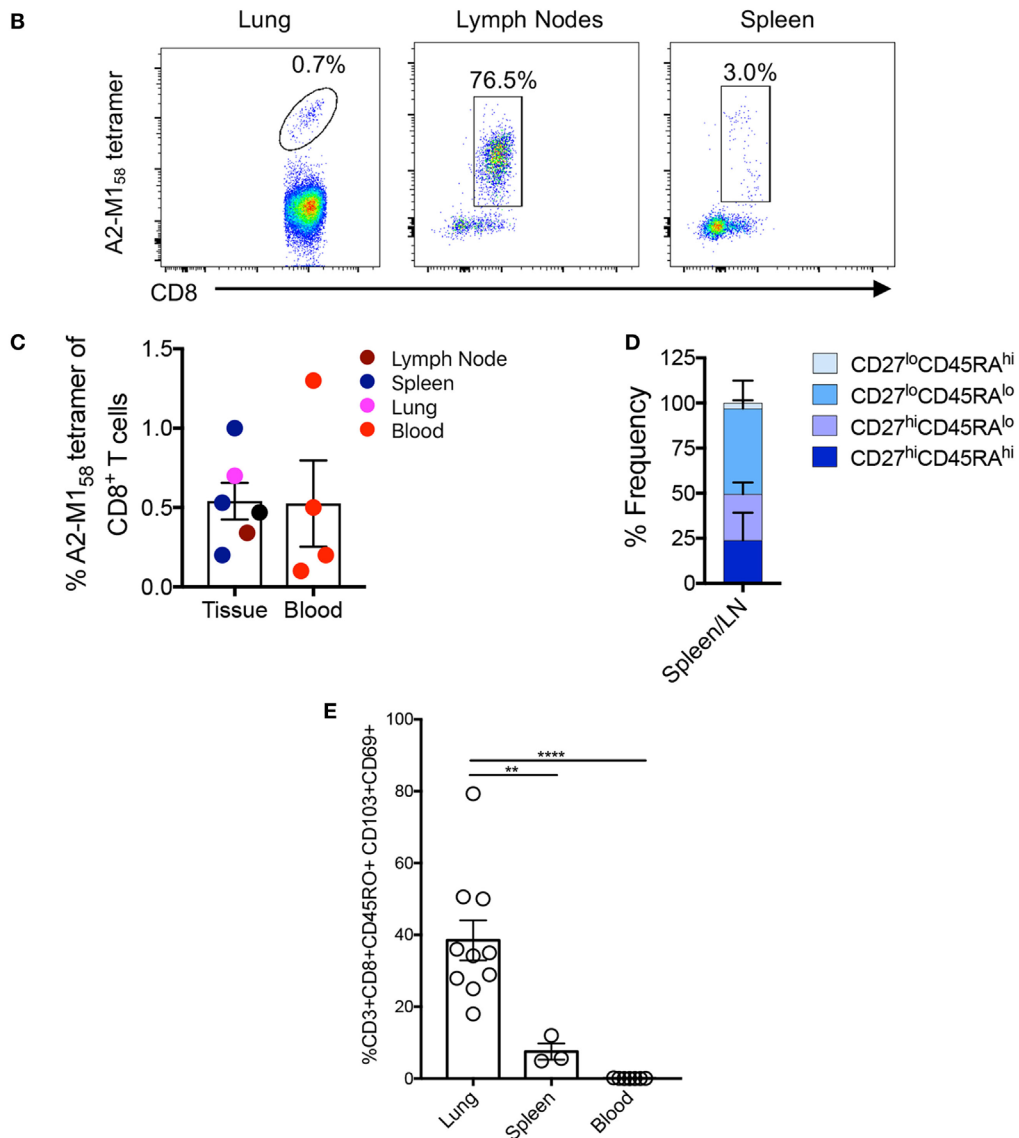 B
Lung
Lymph Nodes
Spleen
0.7%
76.5%
3.0%
A2-M1₅₈ tetramer
CD8
C
% A2-M1₅₈ tetramer of
CD8⁺ T cells
1.5
1.0
0.5
0.0
Tissue
Blood
Lymph Node
Spleen
Lung
Blood
D
% Frequency
125
100
75
50
25
0
Spleen/LN
CD27ˡᵒCD45RAʰⁱ
CD27ˡᵒCD45RAˡᵒ
CD27ʰⁱCD45RAˡᵒ
CD27ʰⁱCD45RAʰⁱ
E
%CD3+CD8+CD45RO+ CD103+CD69+
100
80
60
40
20
0
****
**
Lung
Spleen
Blood